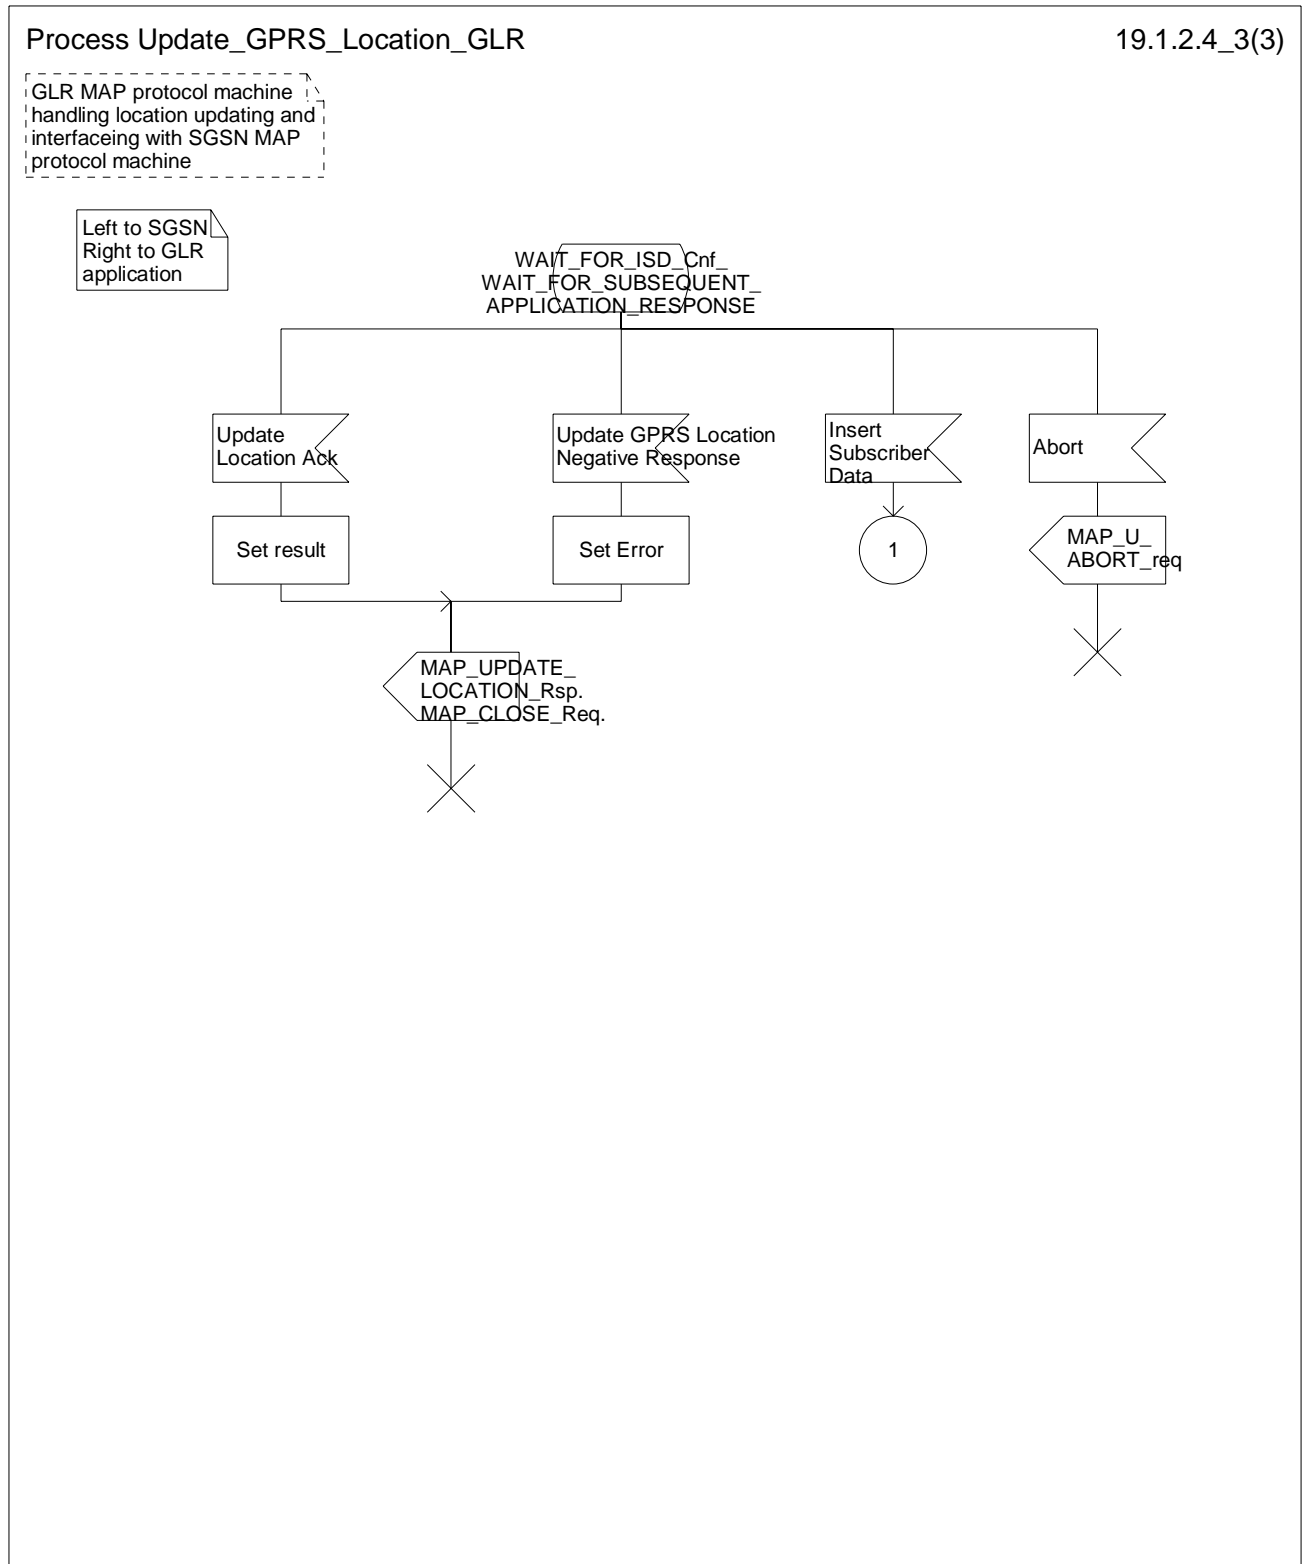 Process Update_GPRS_Location_GLR
19.1.2.4_3(3)
GLR MAP protocol machine
handling location updating and
interfaceing with SGSN MAP
protocol machine
Left to SGSN
Right to GLR
application
WAIT_FOR_ISD_Cnf_
WAIT_FOR_SUBSEQUENT_
APPLICATION_RESPONSE
Update
Location Ack
Update GPRS Location
Negative Response
Insert
Subscriber
Data
Abort
Set result
Set Error
1
MAP_U_
ABORT_req
MAP_UPDATE_
LOCATION_Rsp.
MAP_CLOSE_Req.